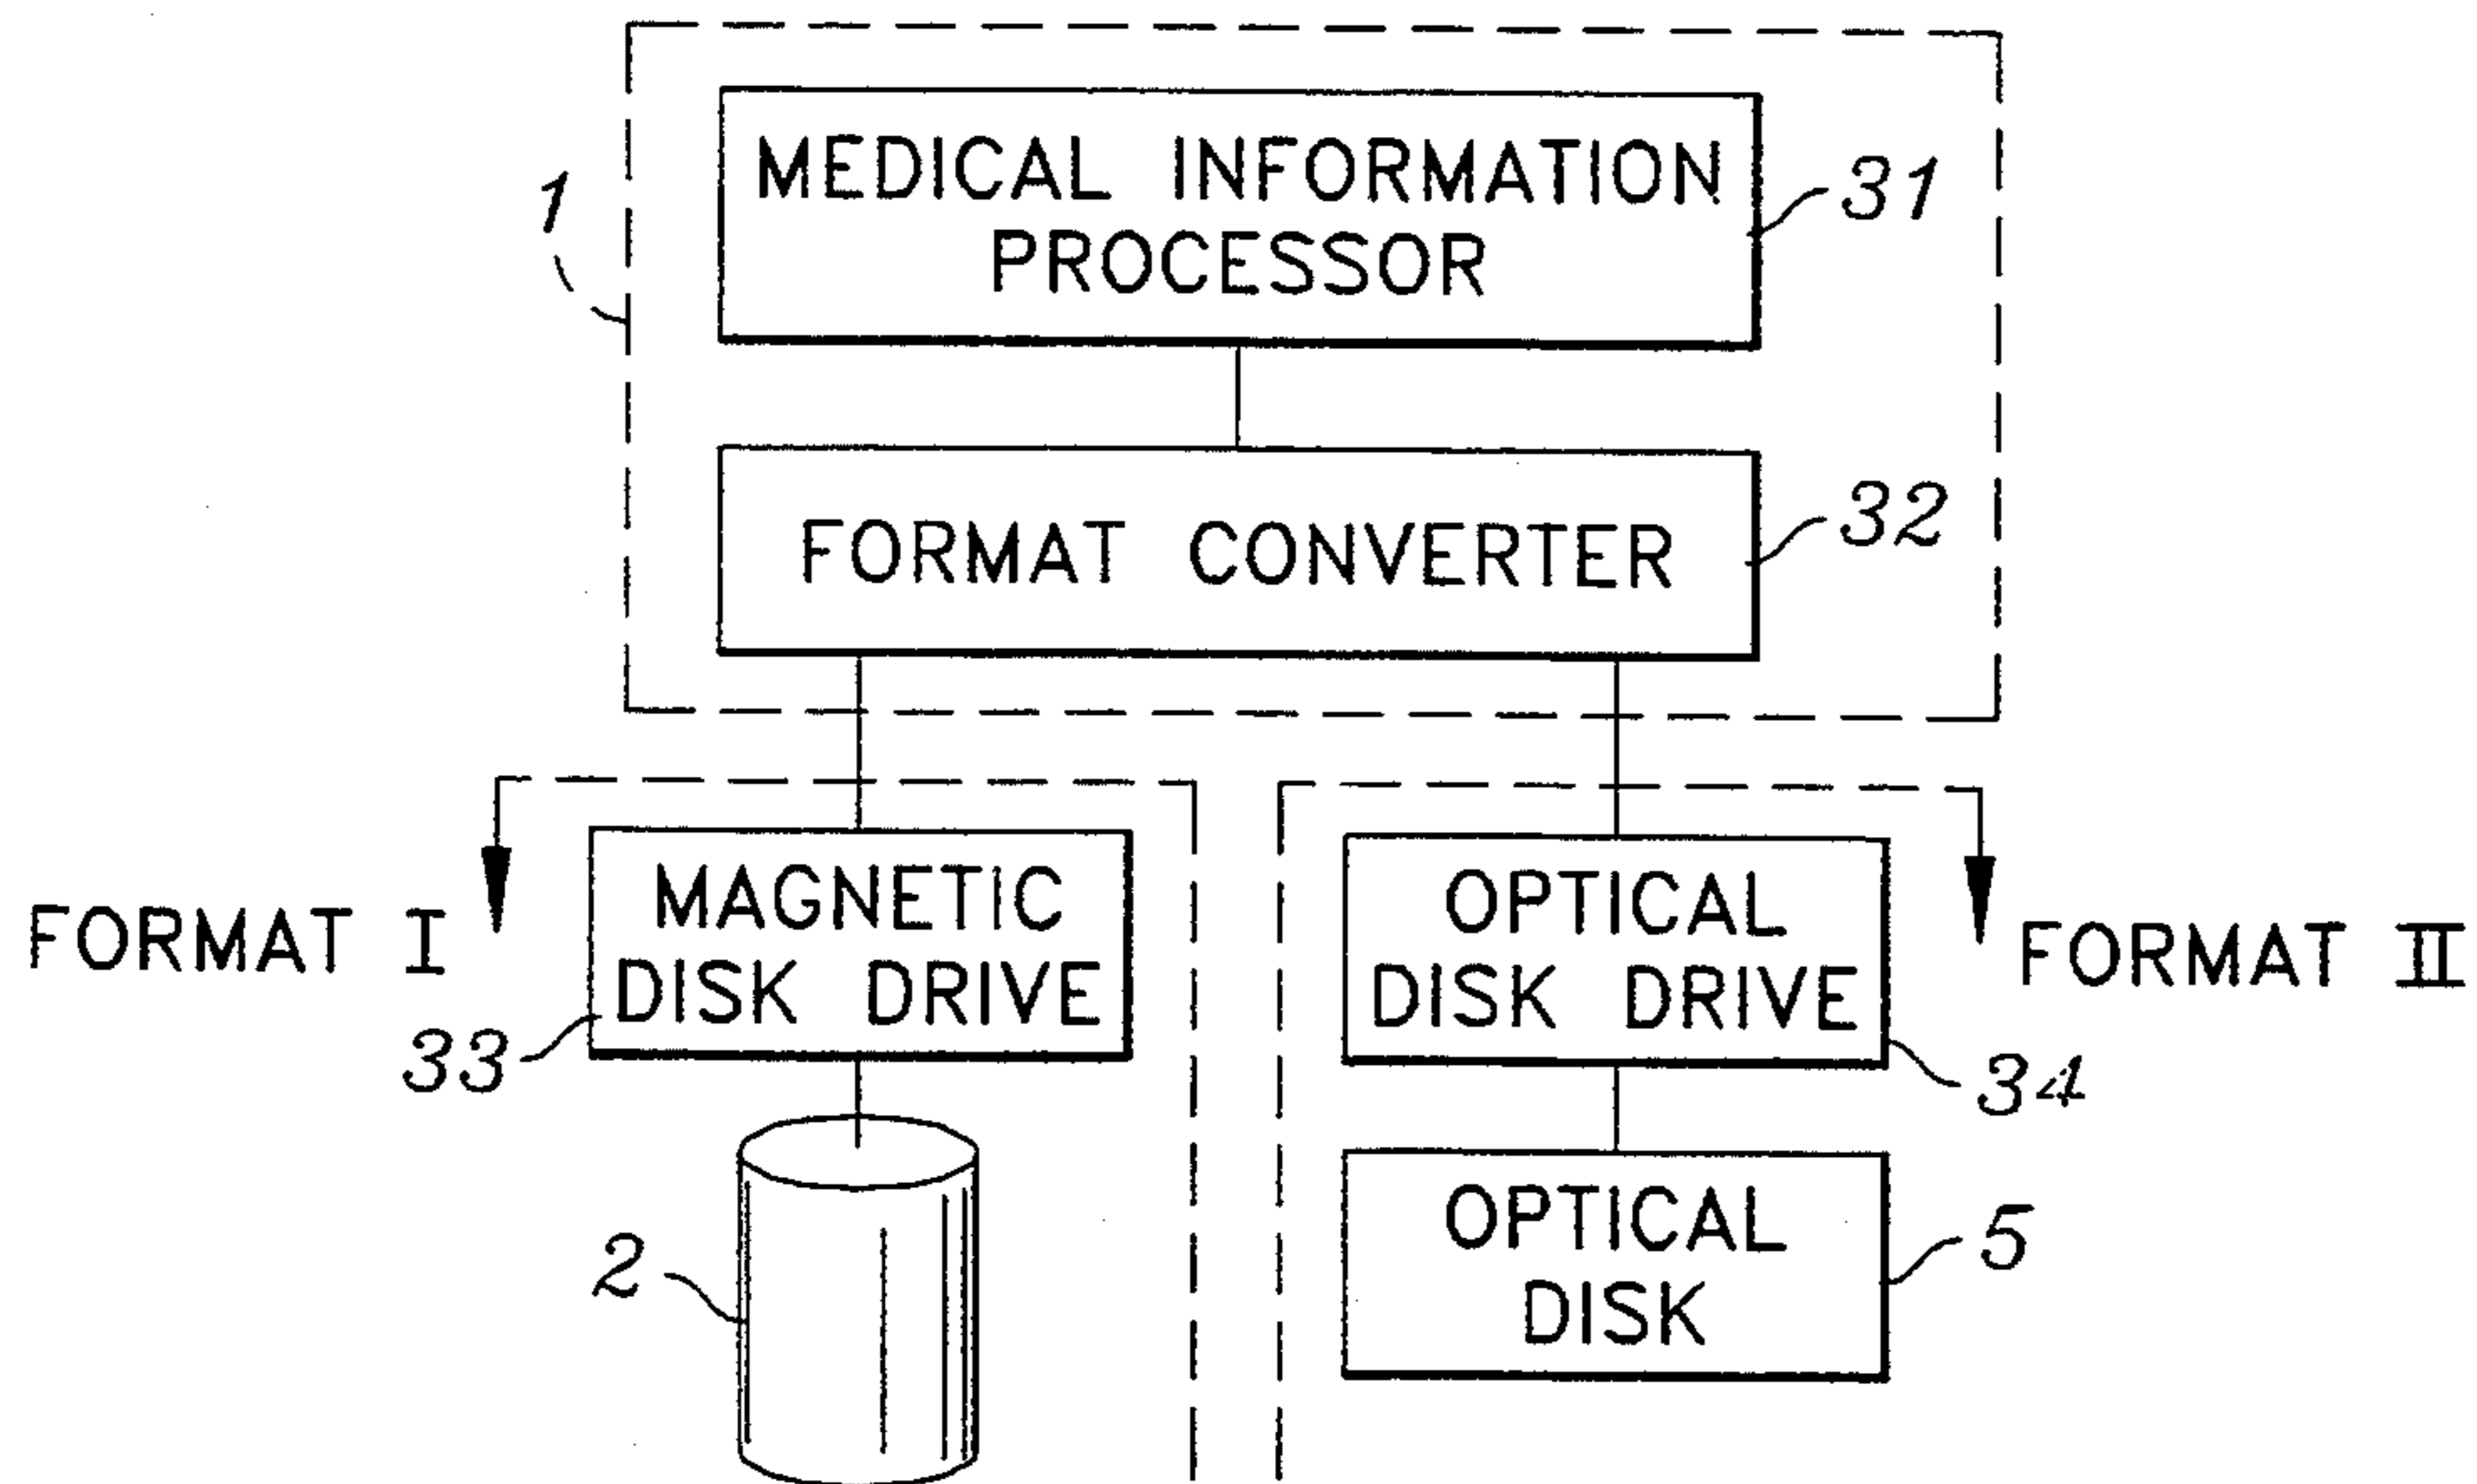 1
MEDICAL INFORMATION
PROCESSOR
31
FORMAT CONVERTER
32
FORMAT I
MAGNETIC
DISK DRIVE
33
OPTICAL
DISK DRIVE
FORMAT II
34
2
OPTICAL
DISK
5